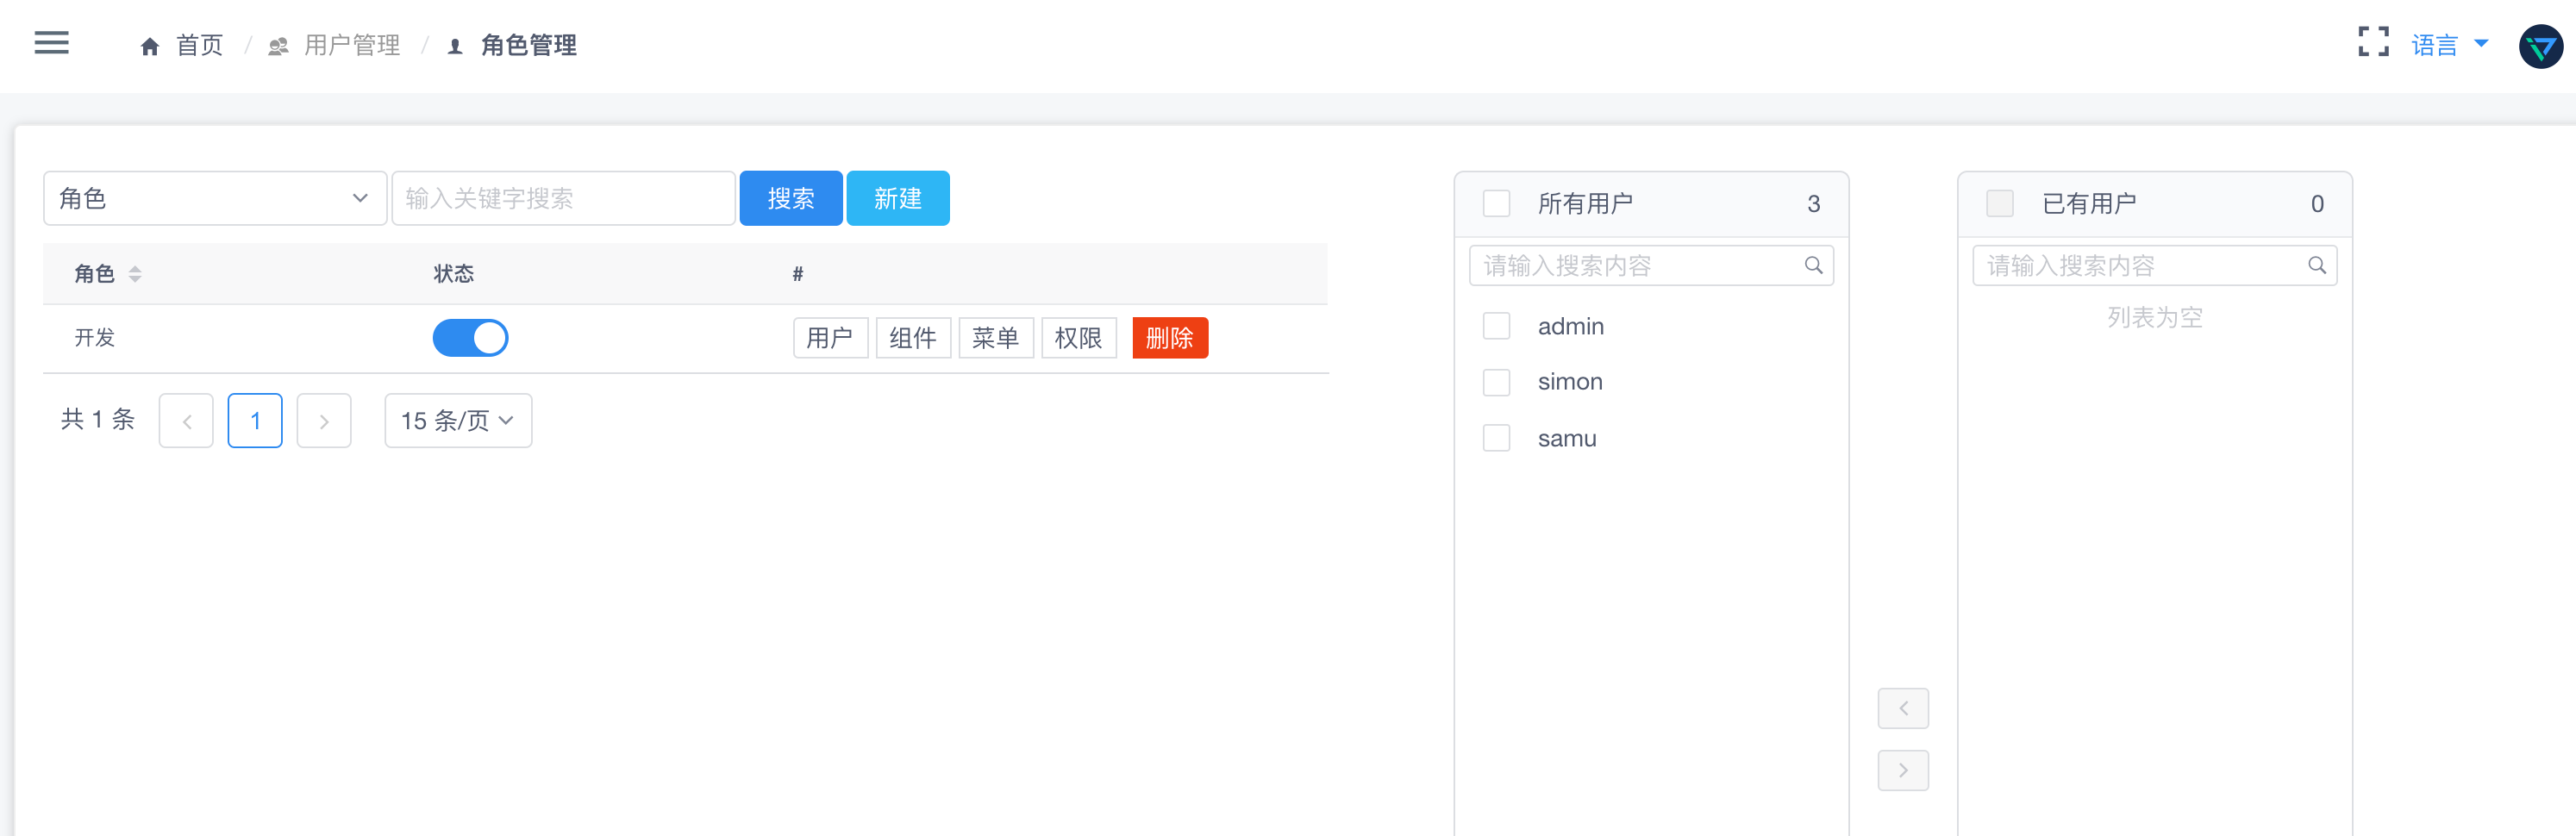 首页 / 用户管理 / 角色管理
语言
角色 输入关键字搜索 搜索 新建
角色 状态 #
开发 用户 组件 菜单 权限 删除
共 1 条 1 15 条/页
所有用户 3
请输入搜索内容
admin
simon
samu
已有用户 0
请输入搜索内容
列表为空